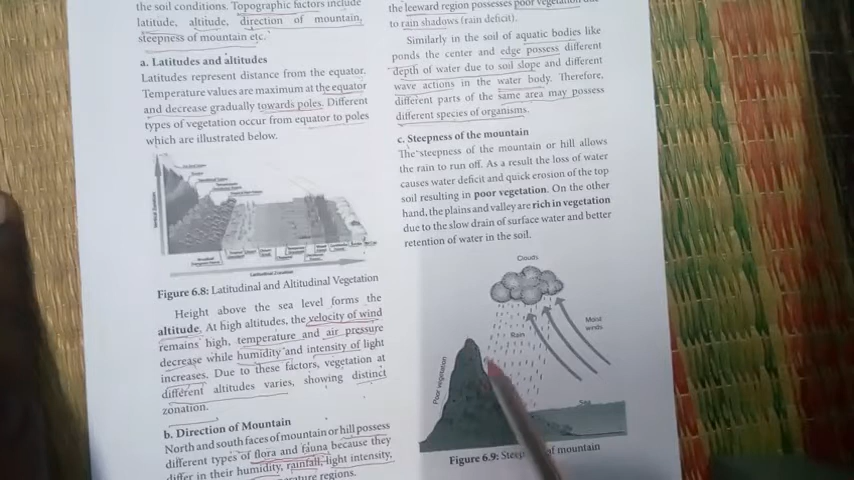 the soil conditions. Topographic factors include
latitude, altitude, direction of mountain,
steepness of mountain etc.
a. Latitudes and altitudes
Latitudes represent distance from the equator.
Temperature values are maximum at the equator
and decrease gradually towards poles. Different
types of vegetation occur from equator to poles
which are illustrated below.
Figure 6.8: Latitudinal and Altitudinal Vegetation
Height above the sea level forms the
altitude. At high altitudes, the velocity of wind
remains high, temperature and air pressure
decrease while humidity and intensity of light
increases. Due to these factors, vegetation at
different altitudes varies, showing distinct
zonation.
b. Direction of Mountain
North and south faces of mountain or hill possess
different types of flora and fauna because they
differ in their humidity, rainfall, light intensity,
regions.
the leeward region possesses poor vegetation
to rain shadows (rain deficit).
Similarly in the soil of aquatic bodies like
ponds the center and edge possess different
depth of water due to soil slope and different
wave actions in the water body. Therefore,
different parts of the same area may possess
different species of organisms.
c. Steepness of the mountain
The steepness of the mountain or hill allows
the rain to run off. As a result the loss of water
causes water deficit and quick erosion of the top
soil resulting in poor vegetation. On the other
hand, the plains and valley are rich in vegetation
due to the slow drain of surface water and better
retention of water in the soil.
Clouds
Moist
winds
Rain
Poor vegetation
Sea
Figure 6.9: of mountain